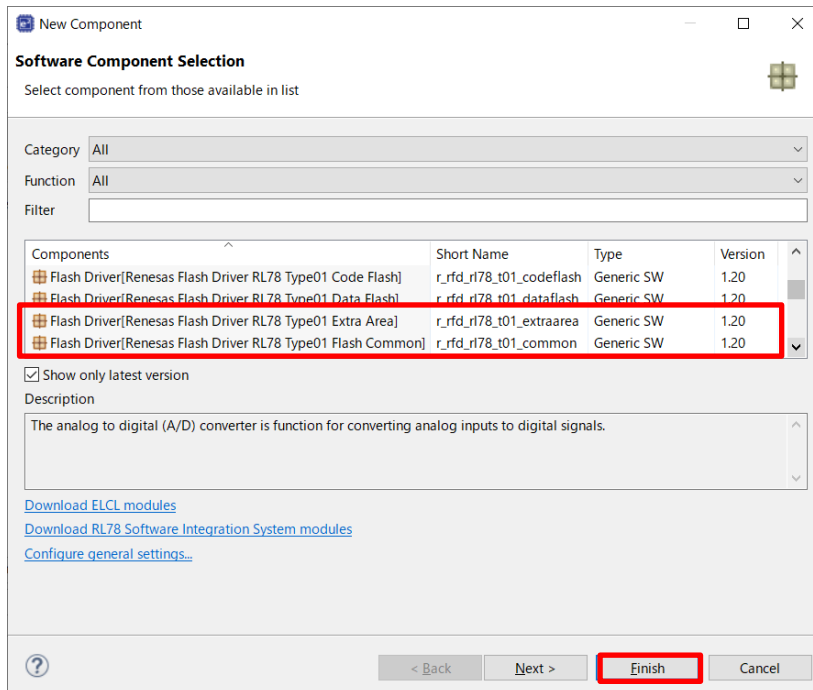 New Component
Software Component Selection
Select component from those available in list
Category All
Function All
Filter
Components Short Name Type Version
Flash Driver[Renesas Flash Driver RL78 Type01 Code Flash] r_rfd_rl78_t01_codeflash Generic SW 1.20
Flash Driver[Renesas Flash Driver RL78 Type01 Data Flash] r_rfd_rl78_t01_dataflash Generic SW 1.20
Flash Driver[Renesas Flash Driver RL78 Type01 Extra Area] r_rfd_rl78_t01_extraarea Generic SW 1.20
Flash Driver[Renesas Flash Driver RL78 Type01 Flash Common] r_rfd_rl78_t01_common Generic SW 1.20
Show only latest version
Description
The analog to digital (A/D) converter is function for converting analog inputs to digital signals.
Download ELCL modules
Download RL78 Software Integration System modules
Configure general settings...
? < Back Next > Finish Cancel